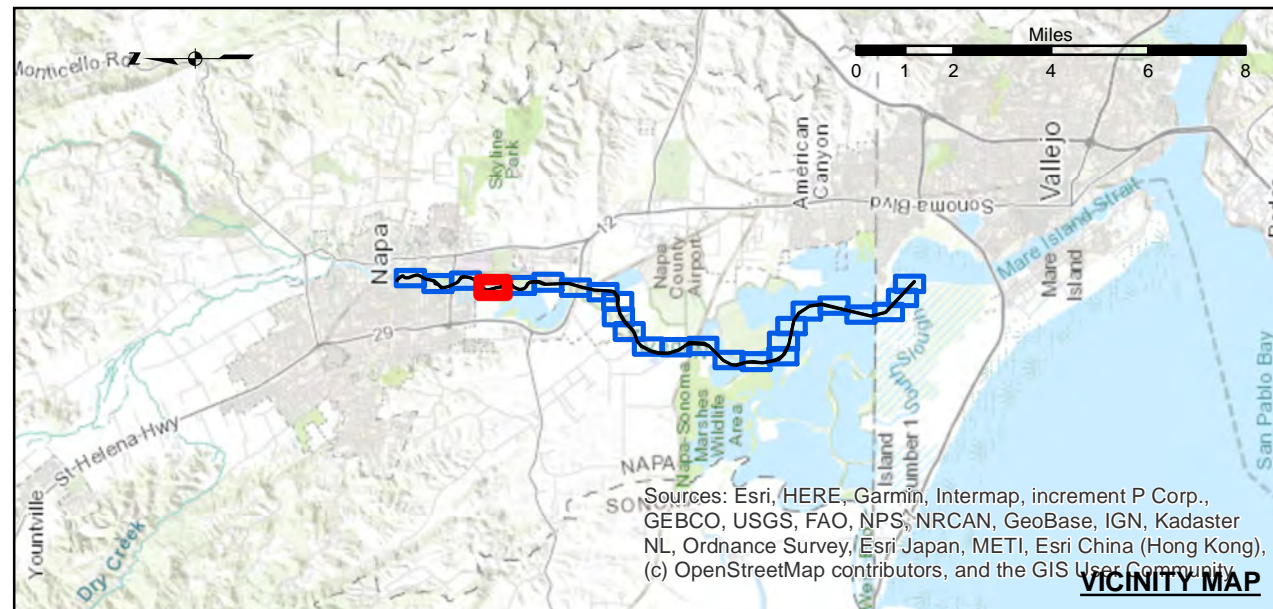 Miles
0 1 2 4 6 8
Monticello Rd
Z
Skyline
Park
American
Canyon
Vallejo
Sonoma Blvd
12
Napa
29
Napa
County
Airport
Mare Island Strait
Mare
Island
St Helena Hwy
Yountville
Dry Creek
Napa-Sonoma
Marshes
Wildlife
Area
South Slough
Island
Number 1
San Pablo Bay
NAPA
Sources: Esri, HERE, Garmin, Intermap, increment P Corp.,
GEBCO, USGS, FAO, NPS, NRCAN, GeoBase, IGN, Kadaster
NL, Ordnance Survey, Esri Japan, METI, Esri China (Hong Kong),
(c) OpenStreetMap contributors, and the GIS User Community
VICINITY MAP